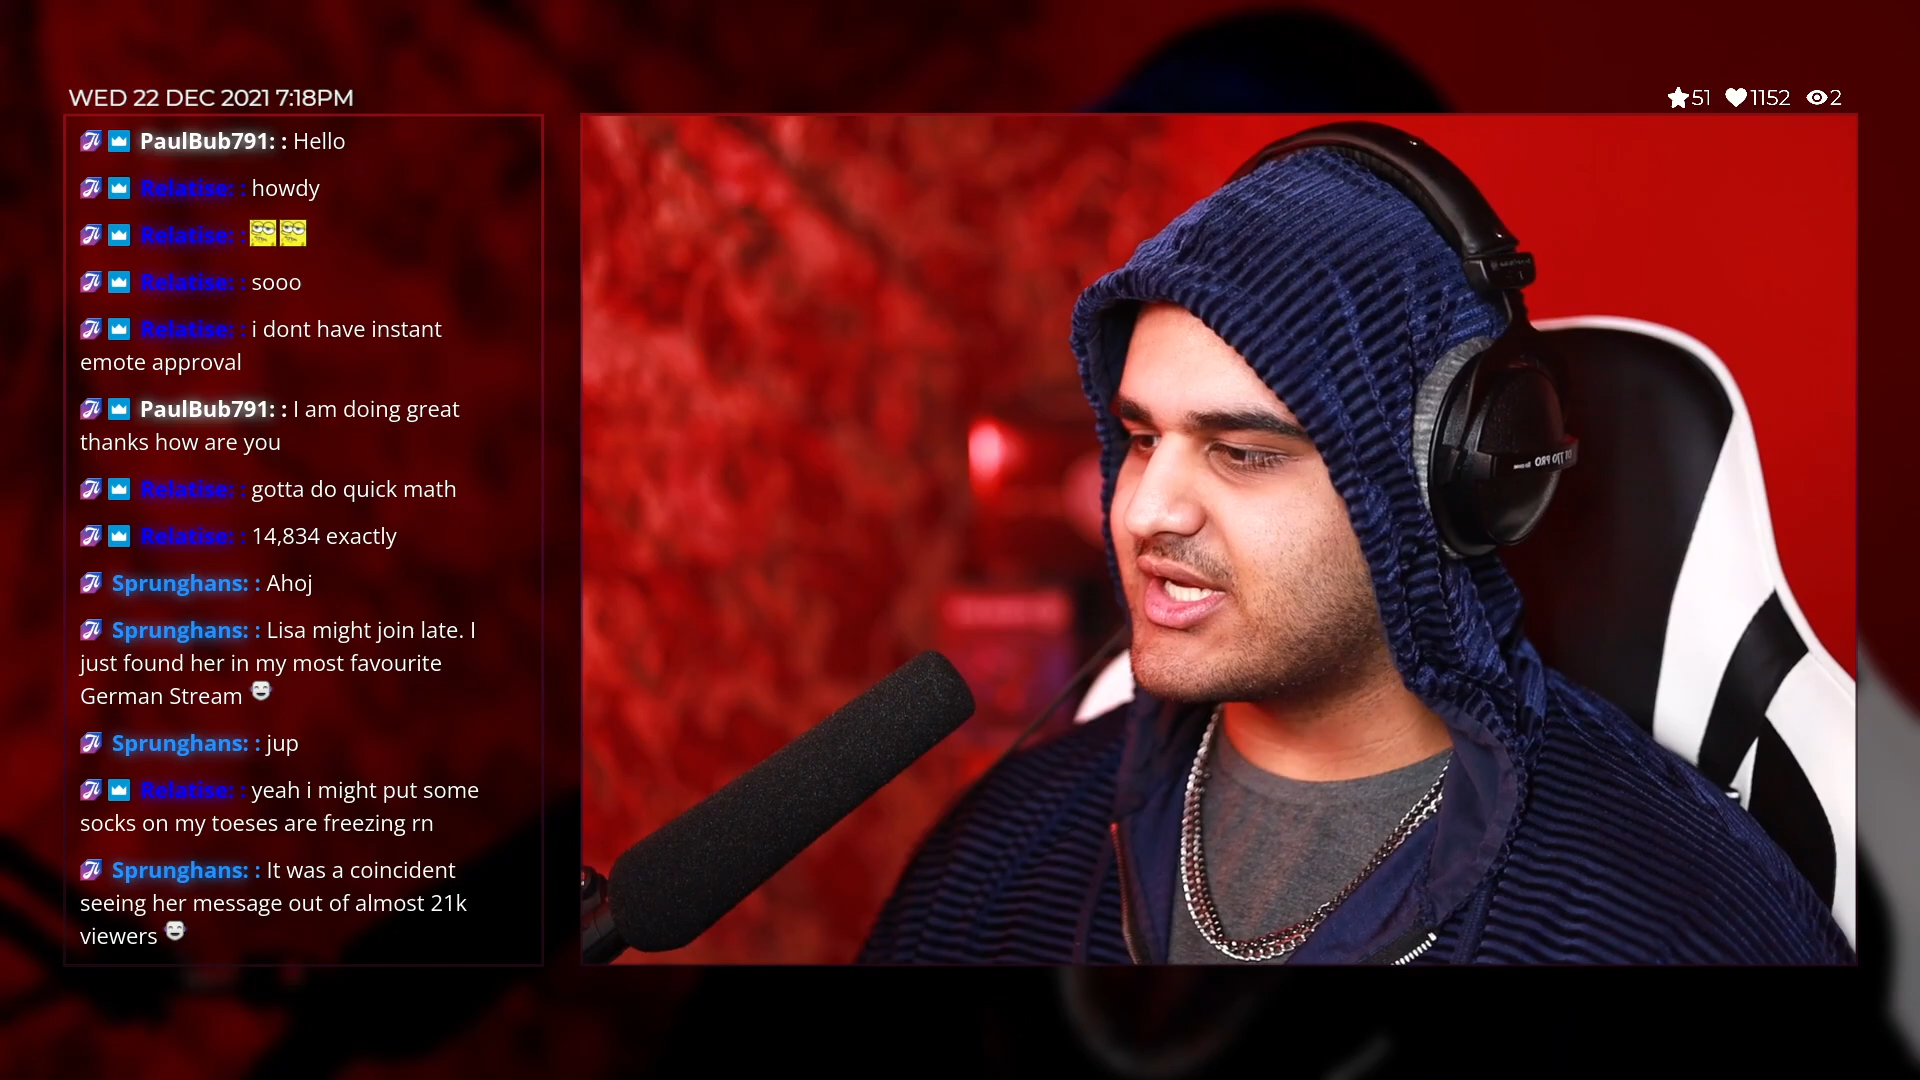 WED 22 DEC 2021 7:18PM
51 1152 2
PaulBub791: : Hello
Relatise: : howdy
Relatise: :
Relatise: : sooo
Relatise: : i dont have instant
emote approval
PaulBub791: : I am doing great
thanks how are you
Relatise: : gotta do quick math
Relatise: : 14,834 exactly
Sprunghans: : Ahoj
Sprunghans: : Lisa might join late. I
just found her in my most favourite
German Stream
Sprunghans: : jup
Relatise: : yeah i might put some
socks on my toeses are freezing rn
Sprunghans: : It was a coincident
seeing her message out of almost 21k
viewers
DT 770 PRO